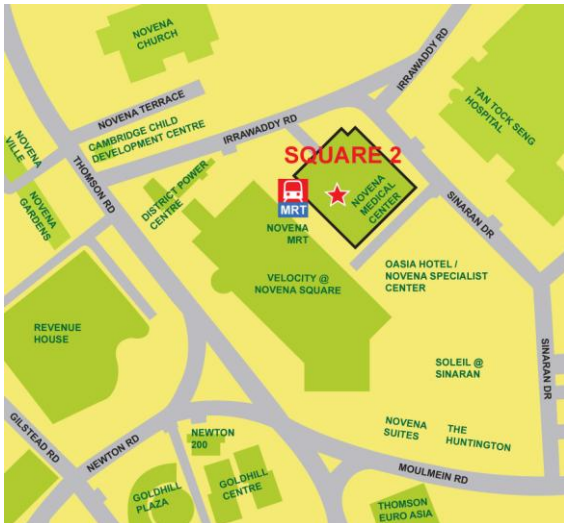 NOVENA
CHURCH
IRRAWADDY RD
TAN TOCK SENG
HOSPITAL
NOVENA TERRACE
CAMBRIDGE CHILD
DEVELOPMENT CENTRE
IRRAWADDY RD
NOVENA
VILLE
THOMSON RD
SQUARE 2
NOVENA
GARDENS
DISTRICT POWER
CENTRE
MRT
NOVENA
MRT
NOVENA
MEDICAL
CENTER
SINARAN DR
VELOCITY @
NOVENA SQUARE
OASIA HOTEL /
NOVENA SPECIALIST
CENTER
REVENUE
HOUSE
SOLEIL @
SINARAN
SINARAN DR
GILSTEAD RD
NEWTON RD
NEWTON
200
NOVENA
SUITES
THE
HUNTINGTON
MOULMEIN RD
GOLDHILL
PLAZA
GOLDHILL
CENTRE
THOMSON
EURO ASIA